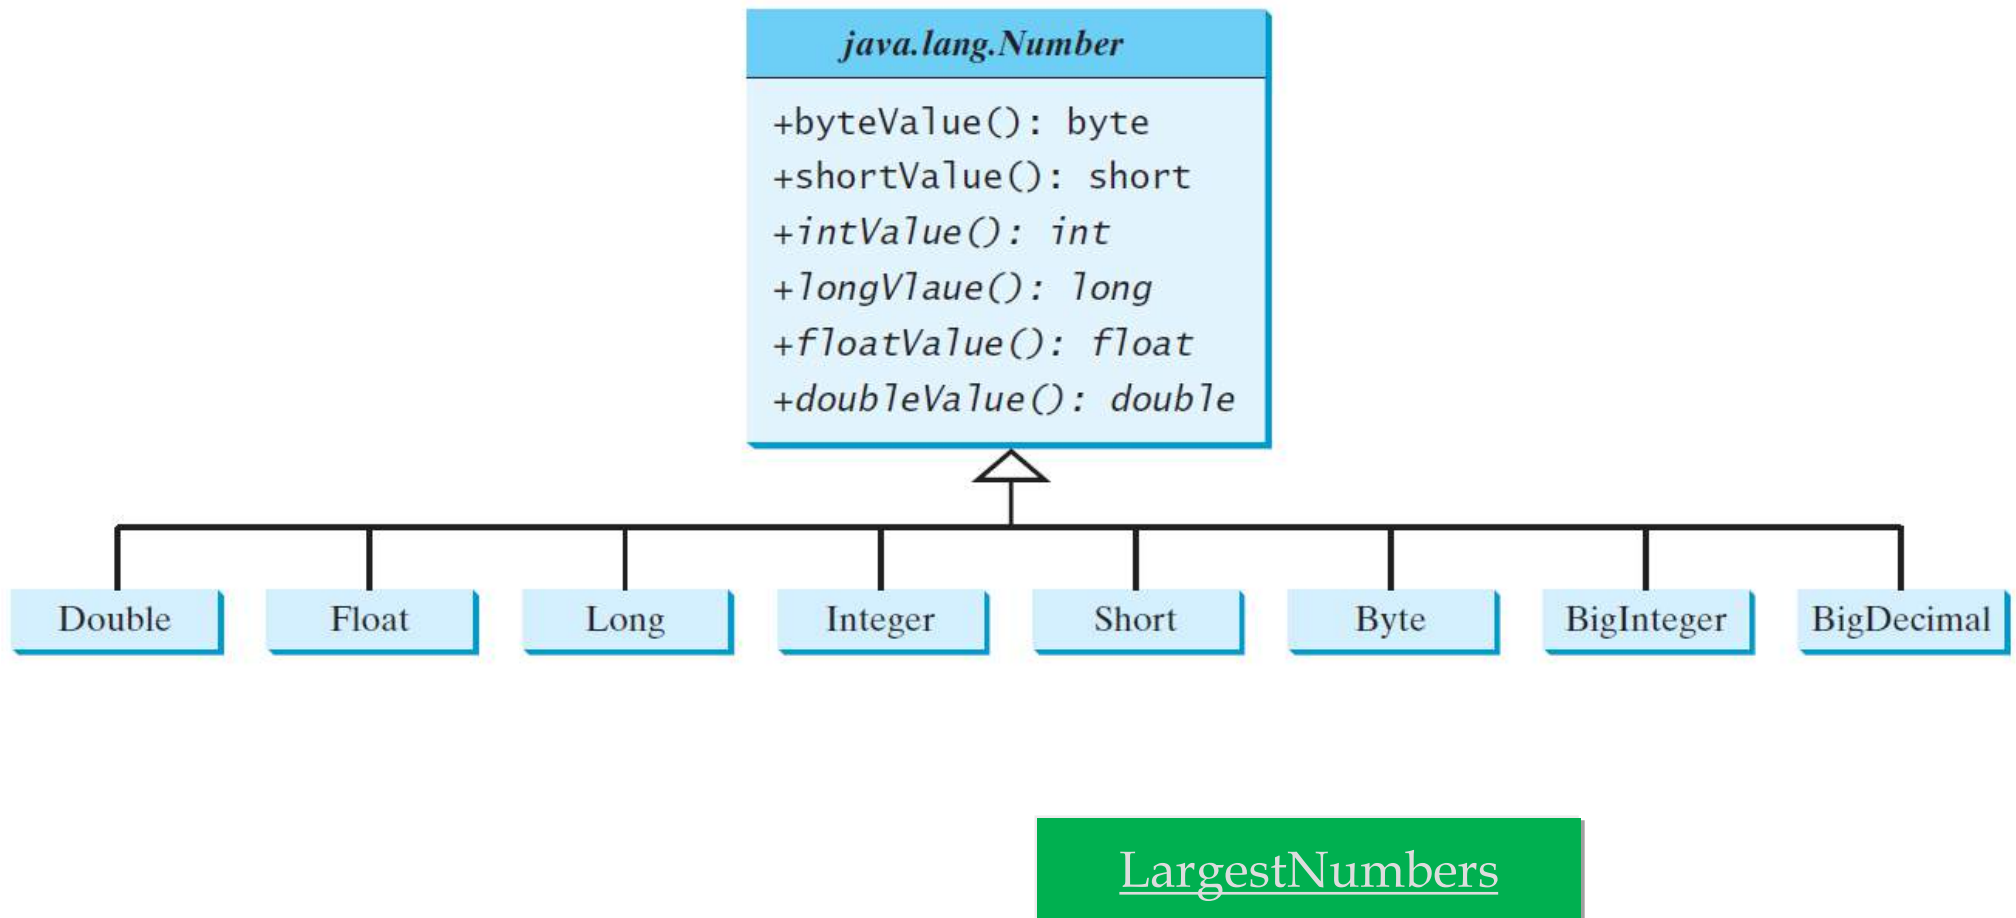 java.lang.Number
+byteValue(): byte
+shortValue(): short
+intValue(): int
+longVlaue(): long
+floatValue(): float
+doubleValue(): double
Double Float Long Integer Short Byte BigInteger BigDecimal
LargestNumbers